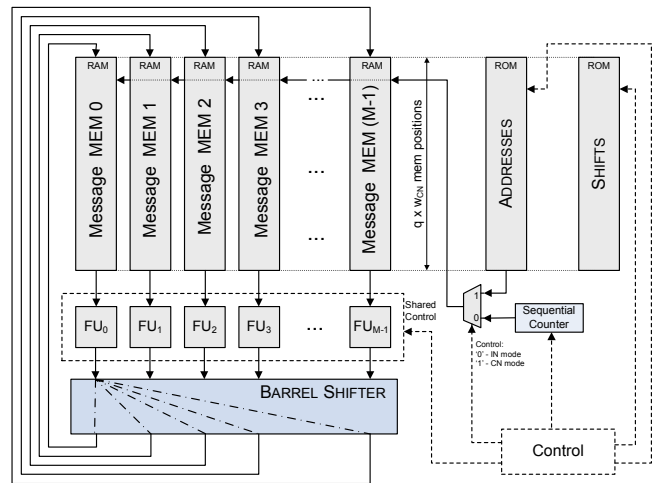 RAM RAM RAM RAM RAM ROM ROM
Message MEM 0
Message MEM 1
Message MEM 2
Message MEM 3
...
...
...
...
Message MEM (M-1)
q x wCN mem positions
ADDRESSES
SHIFTS
FU0 FU1 FU2 FU3 ... FUM-1
Shared
Control
1
0
Sequential
Counter
Control:
'0' - IN mode
'1' - CN mode
BARREL SHIFTER
Control